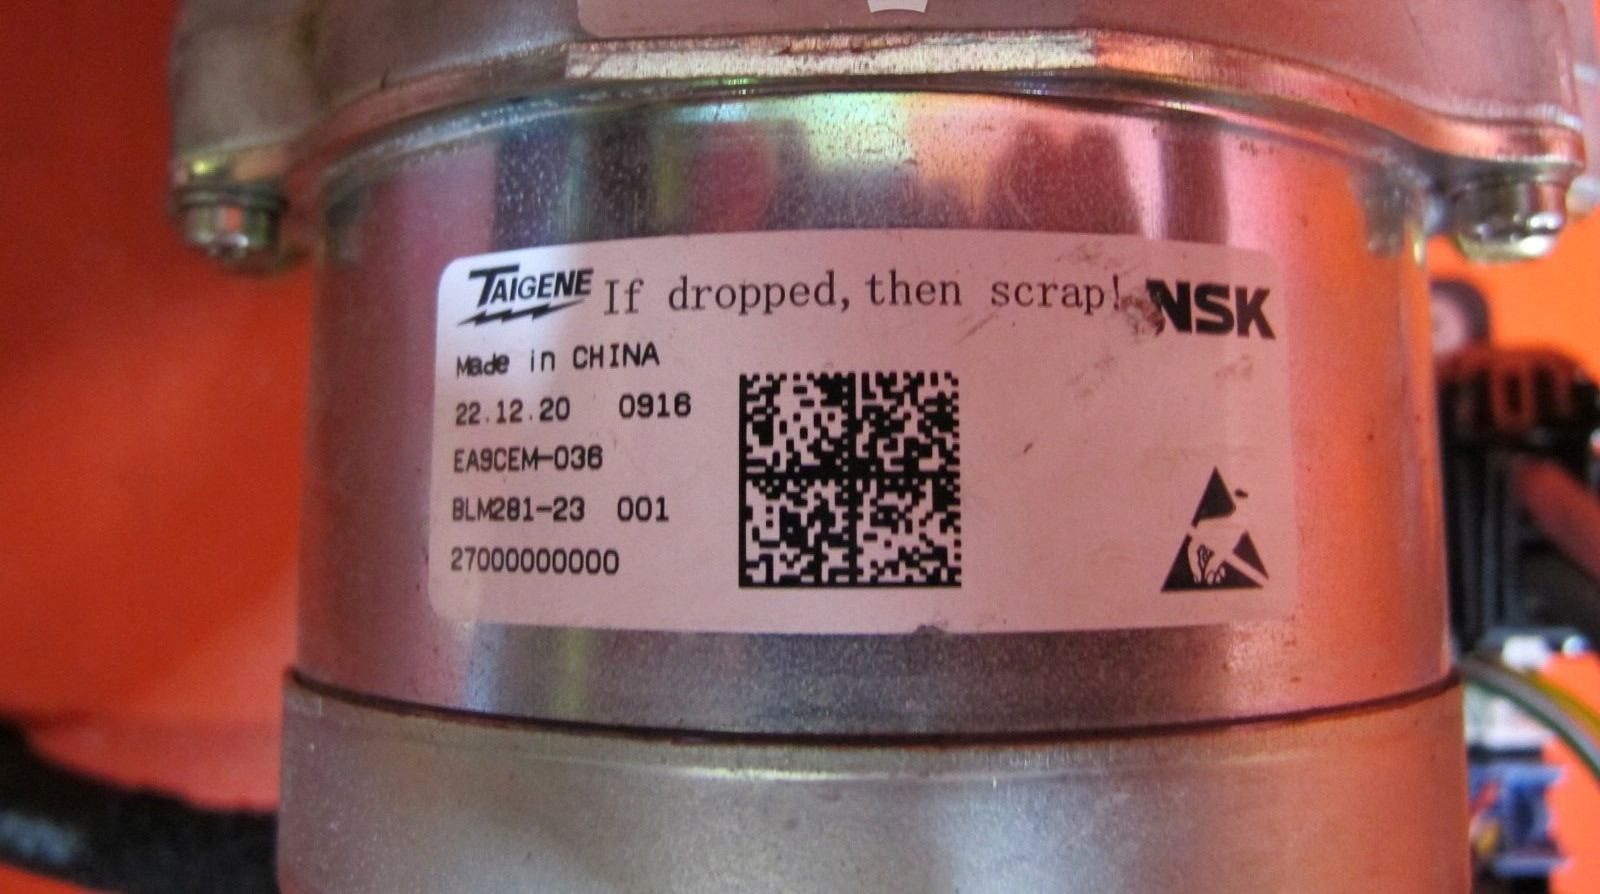 TAIGENE If dropped, then scrap! NSK
Made in CHINA
22.12.20 0916
EA9CEM-036
BLM281-23 001
27000000000